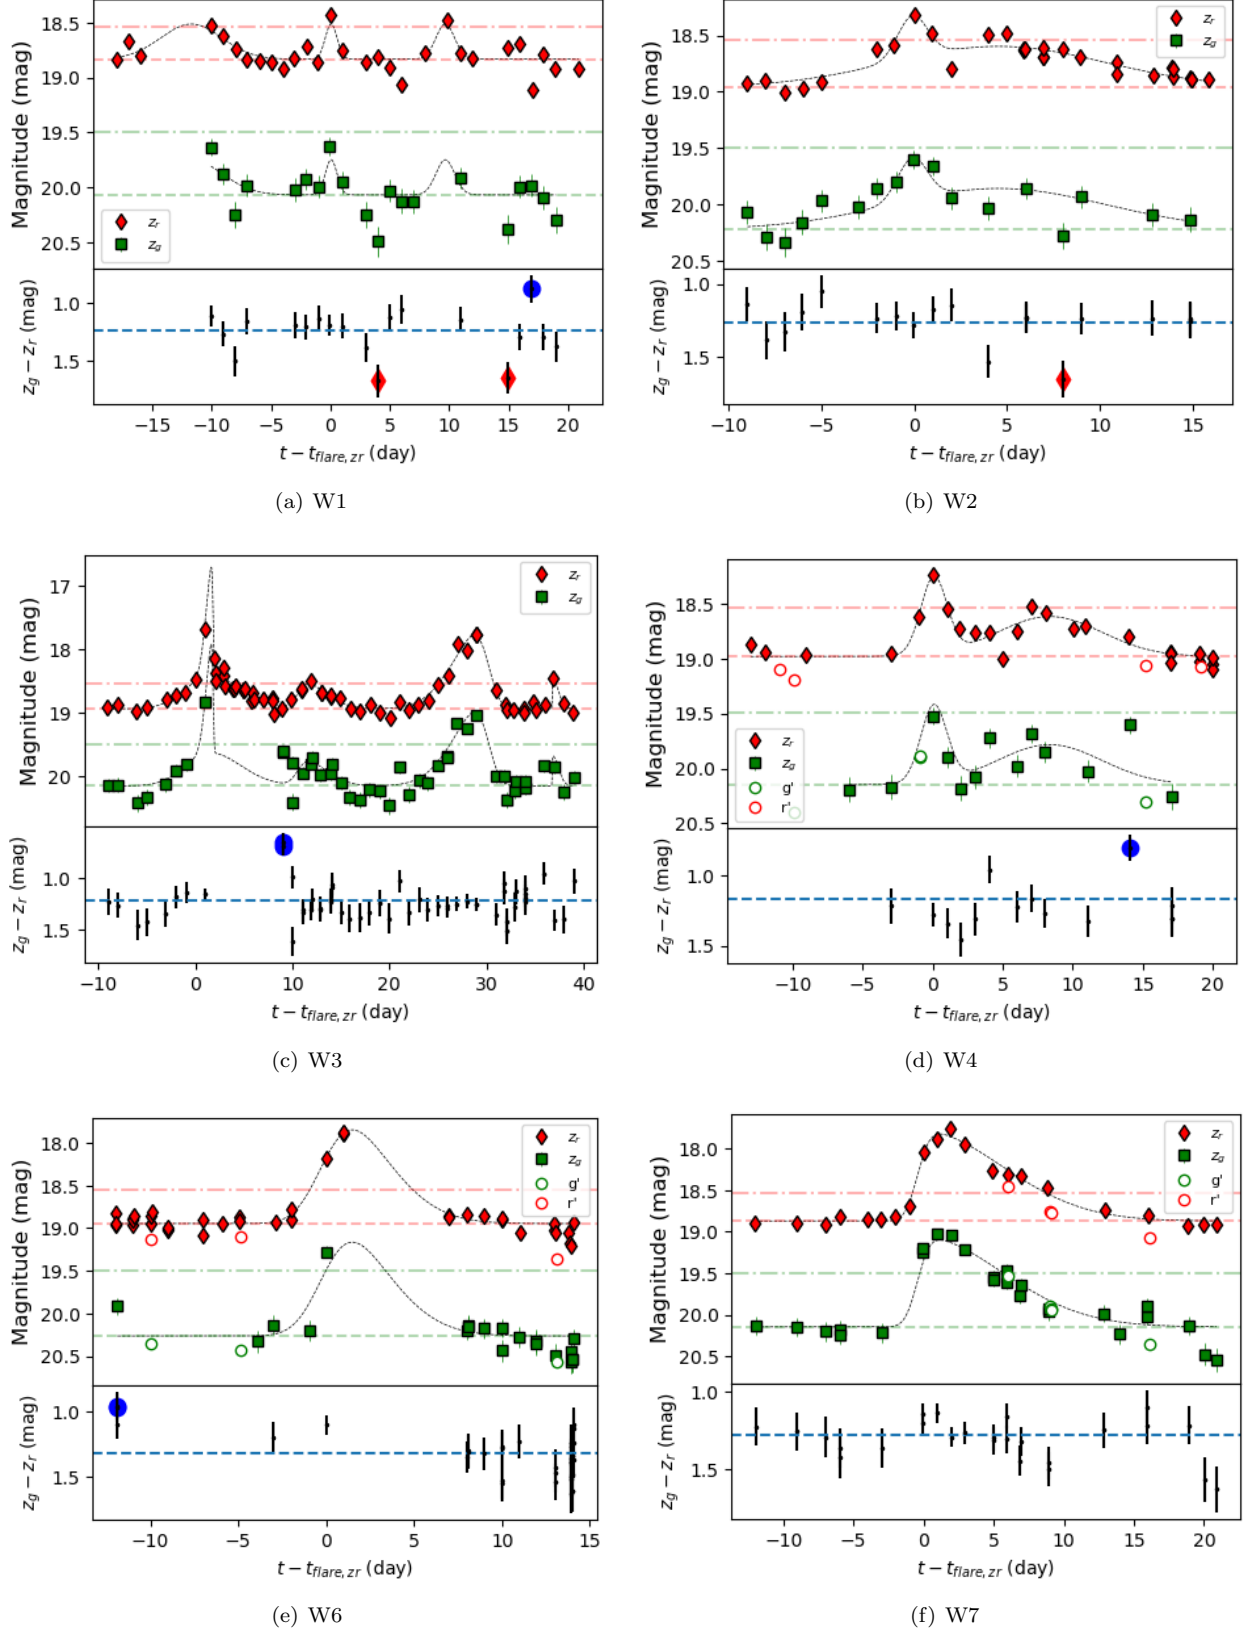 18.5
19.0
19.5
20.0
20.5
Magnitude (mag)
z_r
z_g
1.0
1.5
z_g − z_r (mag)
−15 −10 −5 0 5 10 15 20
t − t_flare,zr (day)
(a) W1
18.5
19.0
19.5
20.0
20.5
Magnitude (mag)
z_r
z_g
1.0
1.5
z_g − z_r (mag)
−10 −5 0 5 10 15
t − t_flare,zr (day)
(b) W2
17
18
19
20
Magnitude (mag)
z_r
z_g
1.0
1.5
z_g − z_r (mag)
−10 0 10 20 30 40
t − t_flare,zr (day)
(c) W3
18.5
19.0
19.5
20.0
20.5
Magnitude (mag)
z_r
z_g
g'
r'
1.0
1.5
z_g − z_r (mag)
−10 −5 0 5 10 15 20
t − t_flare,zr (day)
(d) W4
18.0
18.5
19.0
19.5
20.0
20.5
Magnitude (mag)
z_r
z_g
g'
r'
1.0
1.5
z_g − z_r (mag)
−10 −5 0 5 10 15
t − t_flare,zr (day)
(e) W6
18.0
18.5
19.0
19.5
20.0
20.5
Magnitude (mag)
z_r
z_g
g'
r'
1.0
1.5
z_g − z_r (mag)
−10 −5 0 5 10 15 20
t − t_flare,zr (day)
(f) W7